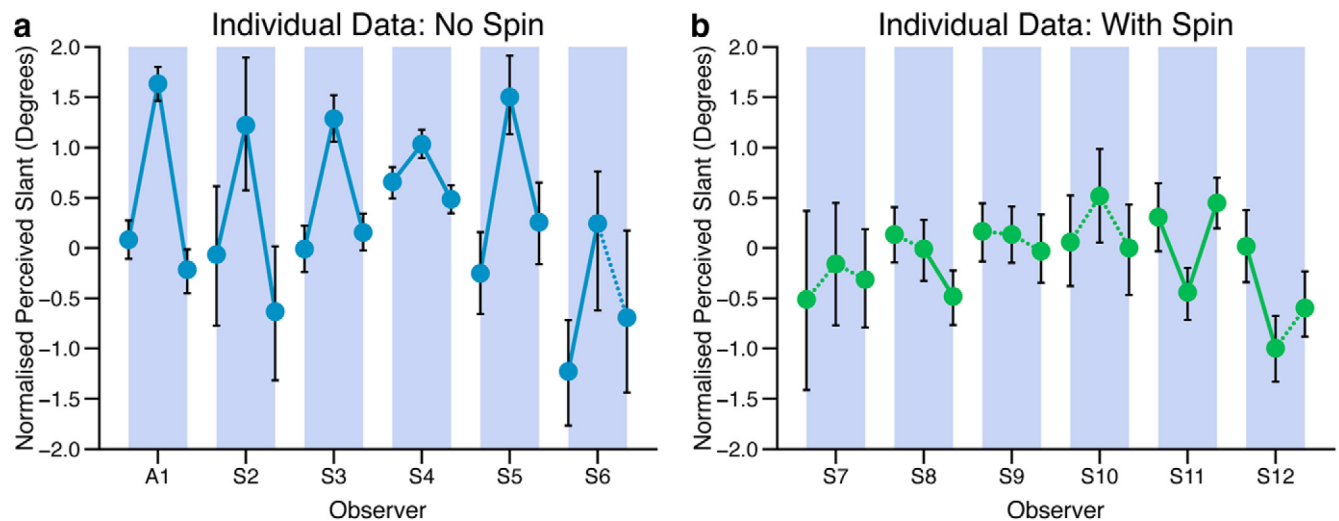 a Individual Data: No Spin
Normalised Perceived Slant (Degrees)
2.0
1.5
1.0
0.5
0
−0.5
−1.0
−1.5
−2.0
A1 S2 S3 S4 S5 S6
Observer
b Individual Data: With Spin
Normalised Perceived Slant (Degrees)
2.0
1.5
1.0
0.5
0
−0.5
−1.0
−1.5
−2.0
S7 S8 S9 S10 S11 S12
Observer